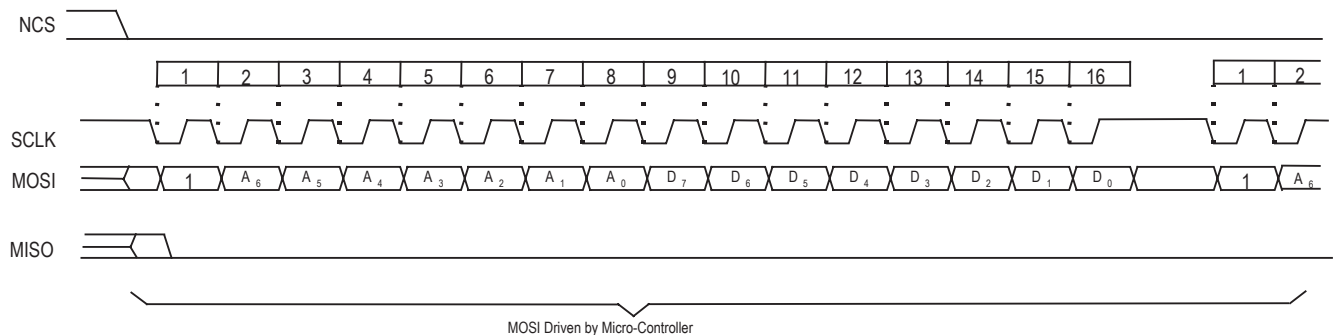 NCS
1 2 3 4 5 6 7 8 9 10 11 12 13 14 15 16 1 2
SCLK
MOSI 1 A6 A5 A4 A3 A2 A1 A0 D7 D6 D5 D4 D3 D2 D1 D0 1 A6
MISO
MOSI Driven by Micro-Controller